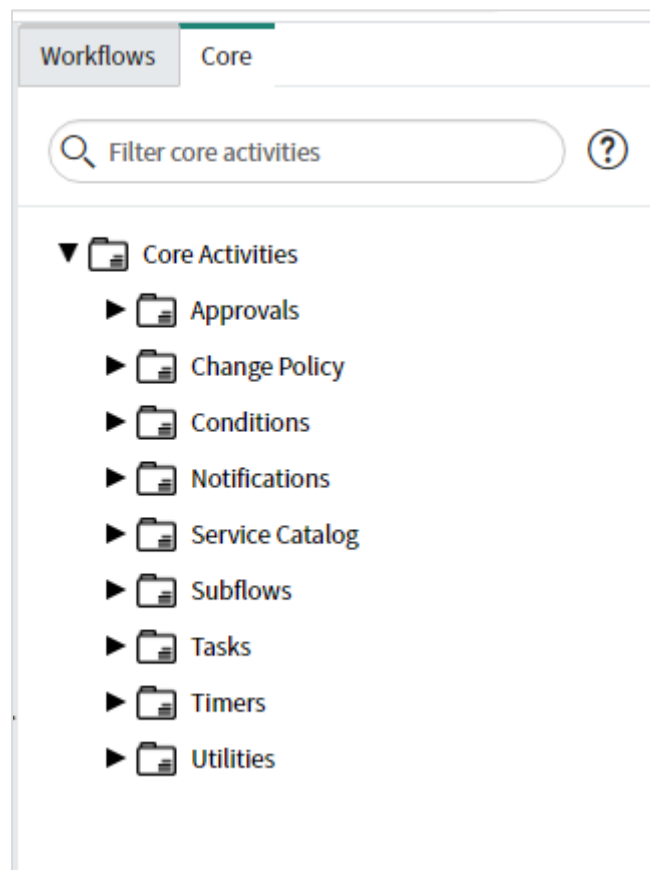 Workflows Core
Filter core activities ?
Core Activities
Approvals
Change Policy
Conditions
Notifications
Service Catalog
Subflows
Tasks
Timers
Utilities